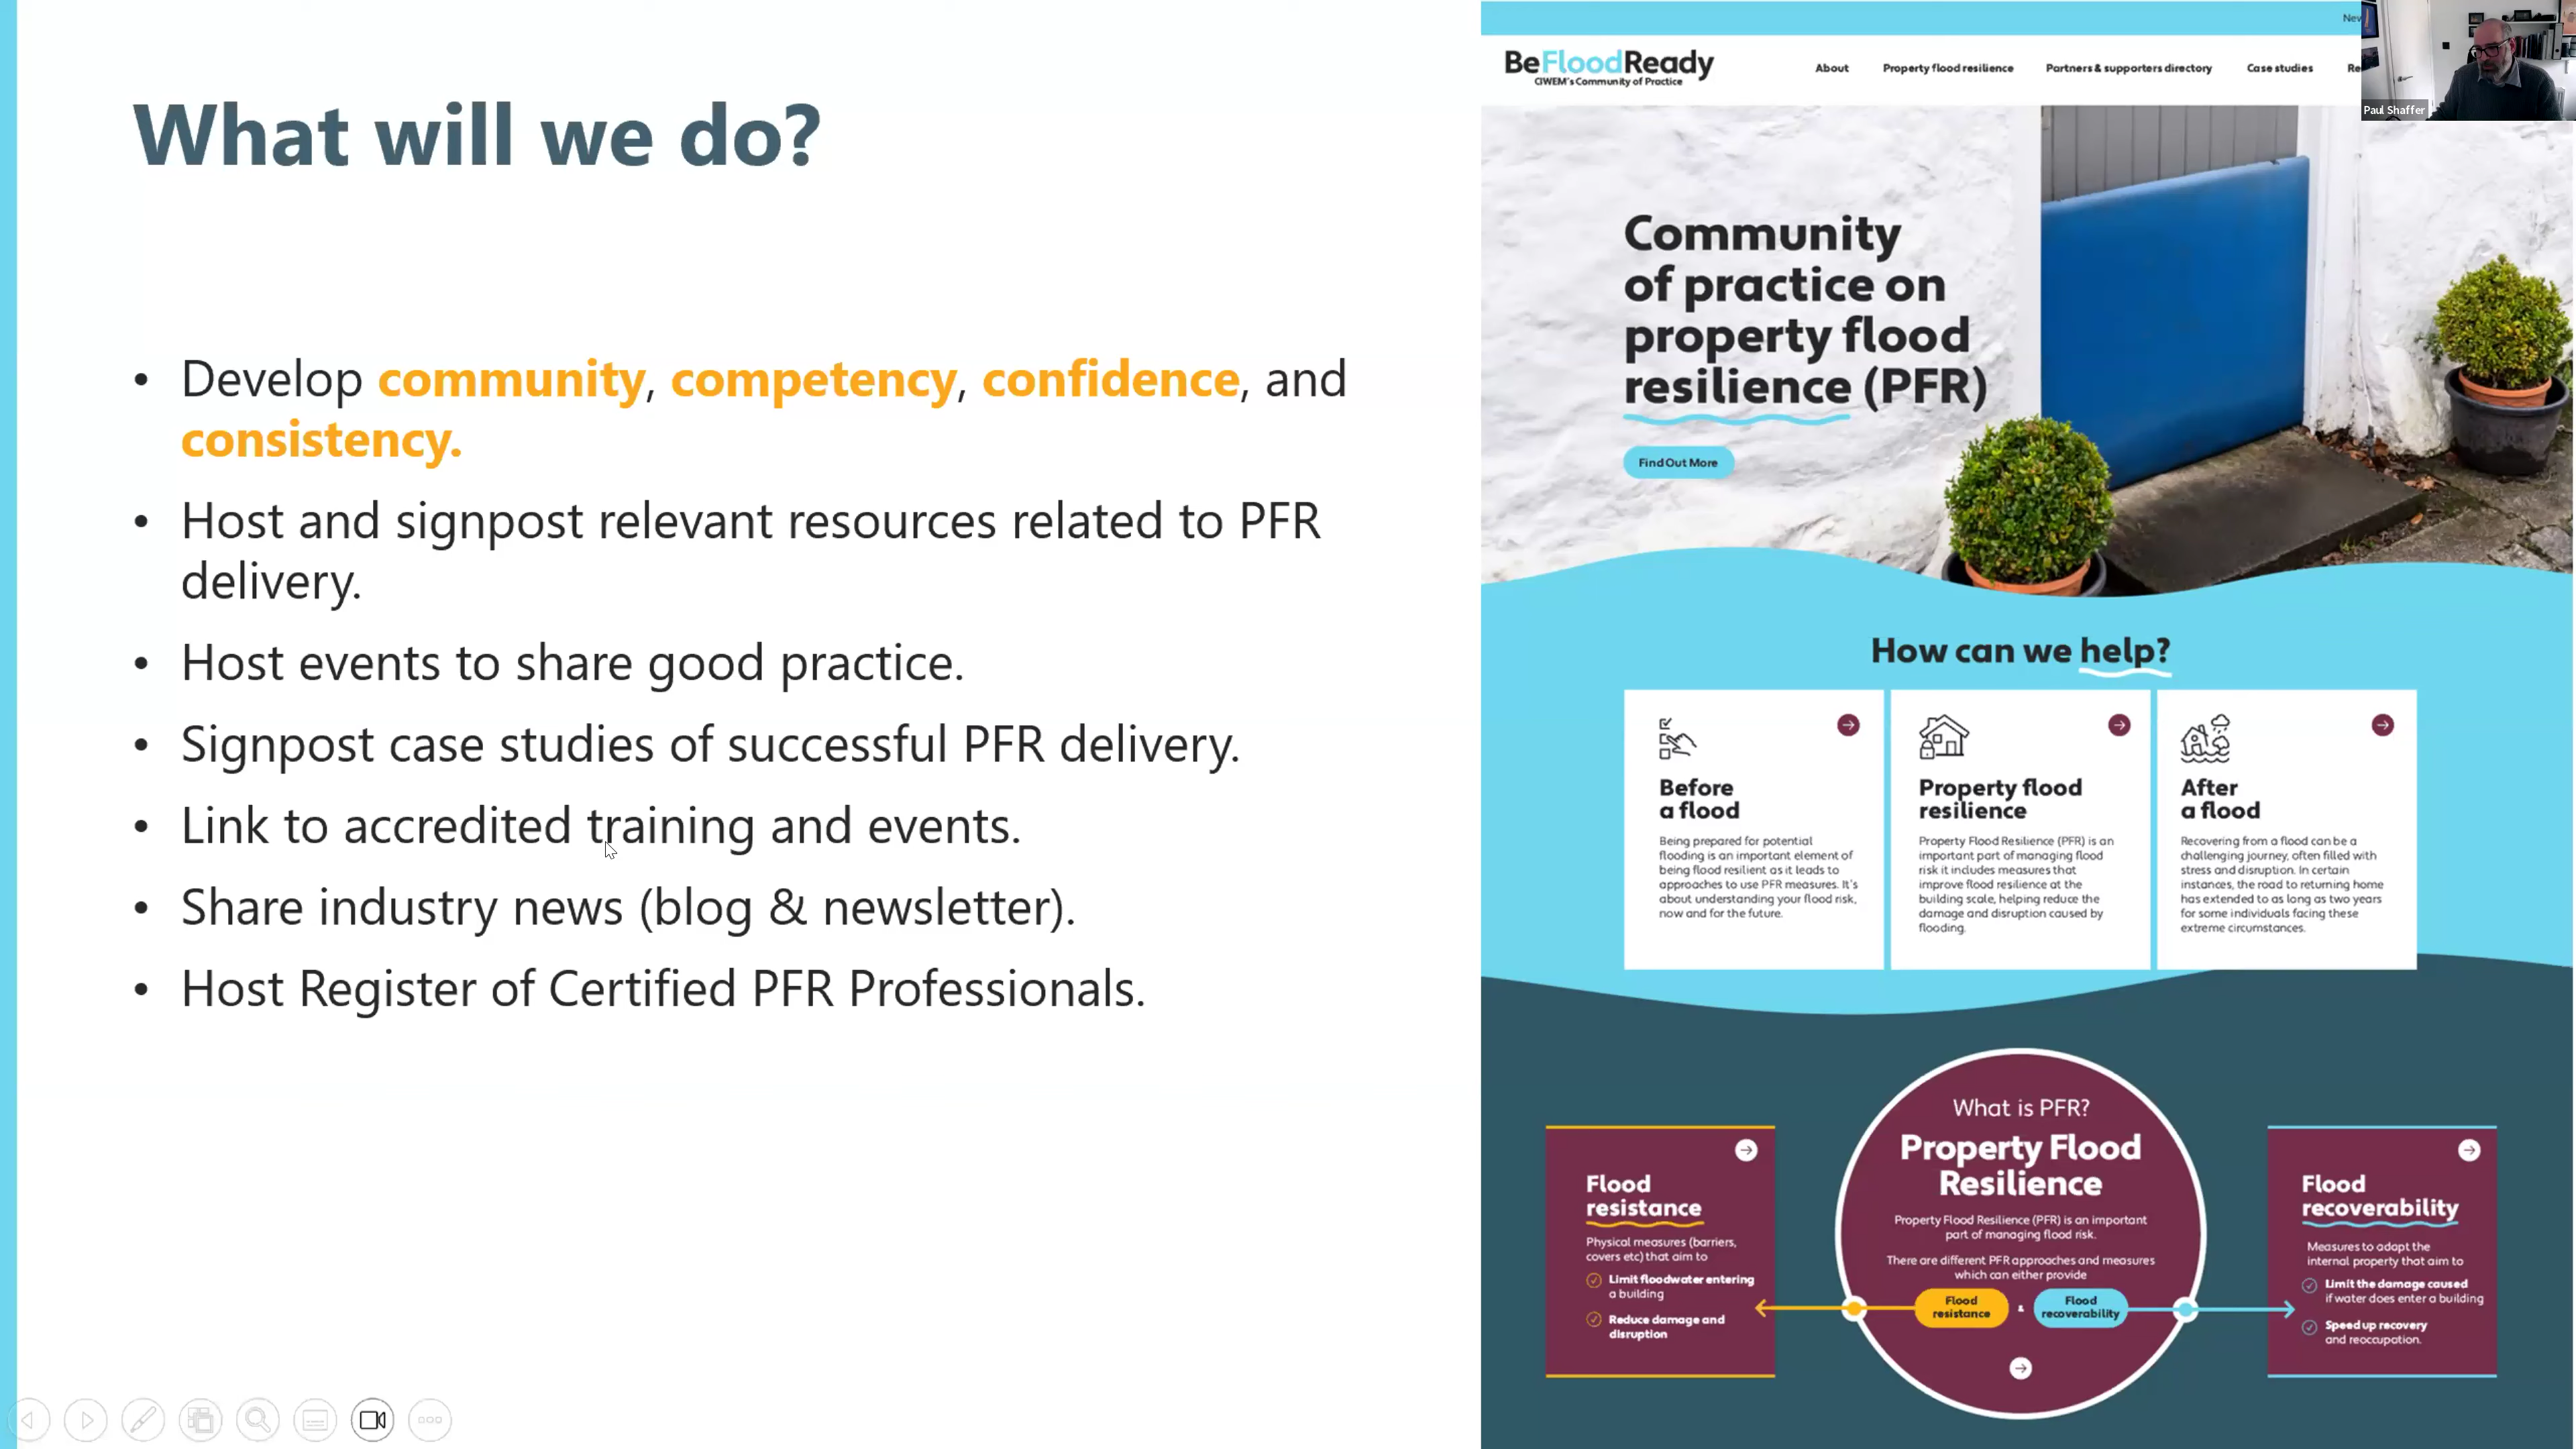 What will we do?
• Develop community, competency, confidence, and
consistency.
• Host and signpost relevant resources related to PFR
delivery.
• Host events to share good practice.
• Signpost case studies of successful PFR delivery.
• Link to accredited training and events.
• Share industry news (blog & newsletter).
• Host Register of Certified PFR Professionals.
BeFloodReady
CIWEM's Community of Practice
About
Property flood resilience
Partners & supporters directory
Case studies
Paul Shaffer
Community
of practice on
property flood
resilience (PFR)
Find Out More
How can we help?
Before
a flood
Being prepared for potential
flooding is an important element of
being flood resilient as it leads to
approaches to use PFR measures. It's
about understanding your flood risk,
now and for the future.
Property flood
resilience
Property Flood Resilience (PFR) is an
important part of managing flood
risk it includes measures that
improve flood resilience at the
building scale, helping reduce the
damage and disruption caused by
flooding.
After
a flood
Recovering from a flood can be a
challenging journey, often filled with
stress and disruption. In certain
instances, the road to returning home
has extended to as long as two years
for some individuals facing these
extreme circumstances.
Flood
resistance
Physical measures (barriers,
covers etc) that aim to
Limit floodwater entering
a building
Reduce damage and
disruption
What is PFR?
Property Flood
Resilience
Property Flood Resilience (PFR) is an important
part of managing flood risk.
There are different PFR approaches and measures
which can either provide
Flood
resistance
&
Flood
recoverability
Flood
recoverability
Measures to adapt the
internal property that aim to
Limit the damage caused
if water does enter a building
Speed up recovery
and reoccupation.